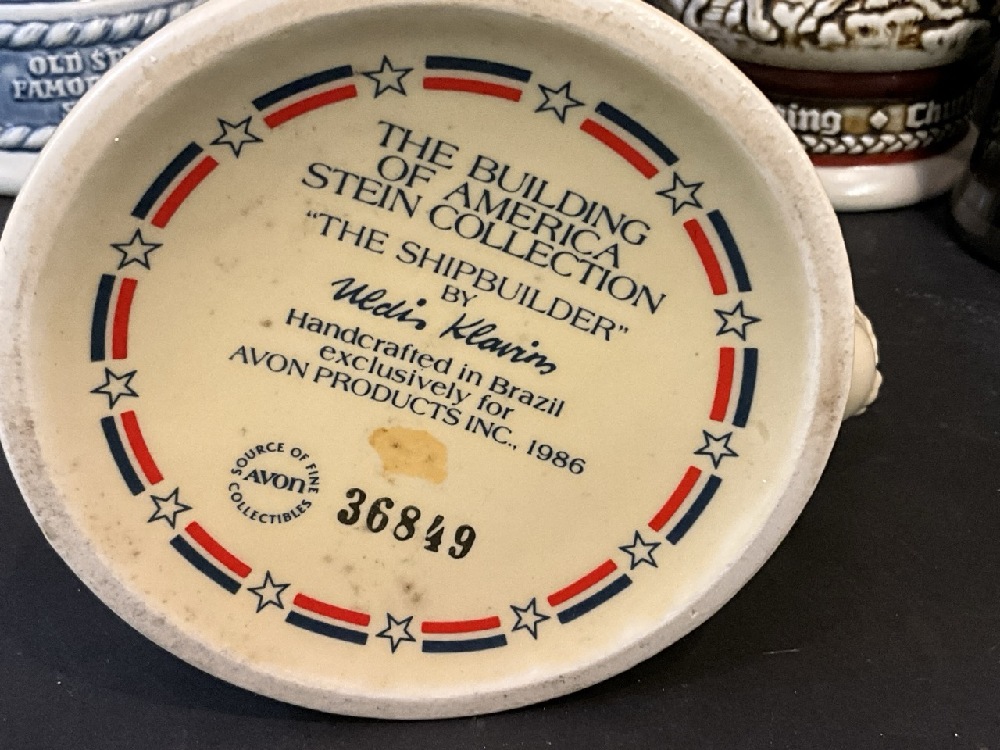 THE BUILDING
OF AMERICA
STEIN COLLECTION
"THE SHIPBUILDER"
BY
Uldis Klavins
Handcrafted in Brazil
exclusively for
AVON PRODUCTS INC., 1986
SOURCE OF FINE
AVON
COLLECTIBLES
36849
OLD